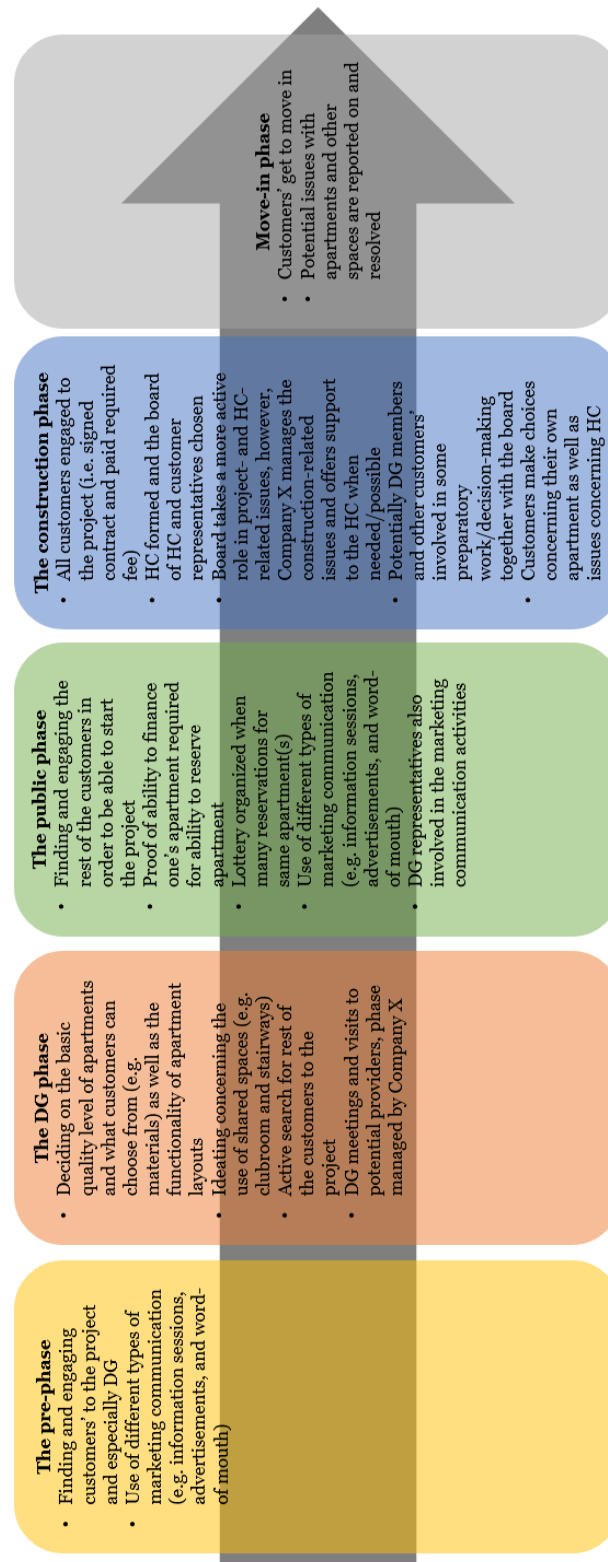 The pre-phase
• Finding and engaging
customers' to the project
and especially DG
• Use of different types of
marketing communication
(e.g. information sessions,
advertisements, and word-
of mouth)
The DG phase
• Deciding on the basic
quality level of apartments
and what customers can
choose from (e.g.
materials) as well as the
functionality of apartment
layouts
• Ideating concerning the
use of shared spaces (e.g.
clubroom and stairways)
• Active search for rest of
the customers to the
project
• DG meetings and visits to
potential providers, phase
managed by Company X
The public phase
• Finding and engaging the
rest of the customers in
order to be able to start
the project
• Proof of ability to finance
one's apartment required
for ability to reserve
apartment
• Lottery organized when
many reservations for
same apartment(s)
• Use of different types of
marketing communication
(e.g. information sessions,
advertisements, and word-
of mouth)
• DG representatives also
involved in the marketing
communication activities
The construction phase
• All customers engaged to
the project (i.e. signed
contract and paid required
fee)
• HC formed and the board
of HC and customer
representatives chosen
• Board takes a more active
role in project- and HC-
related issues, however,
Company X manages the
construction-related
issues and offers support
to the HC when
needed/possible
• Potentially DG members
and other customers'
involved in some
preparatory
work/decision-making
together with the board
• Customers make choices
concerning their own
apartment as well as
issues concerning HC
Move-in phase
• Customers' get to move in
• Potential issues with
apartments and other
spaces are reported on and
resolved